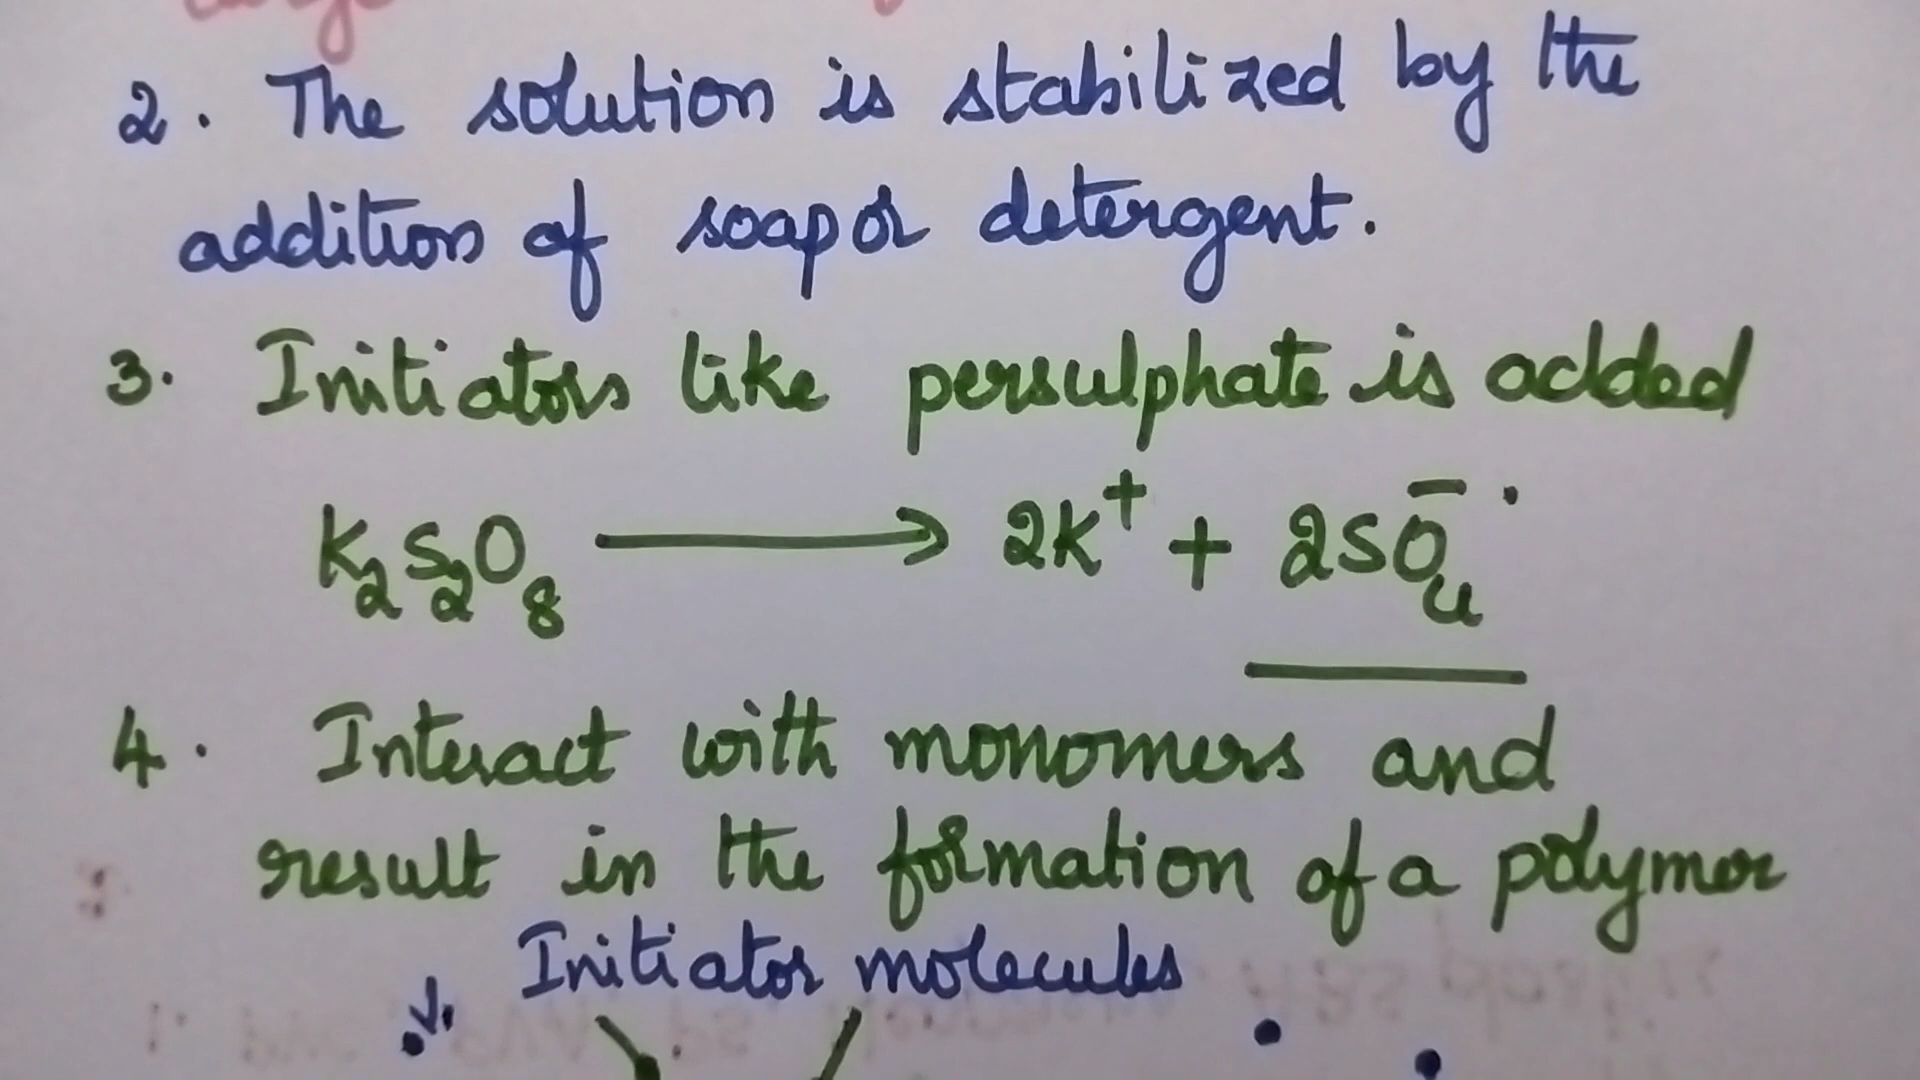 2. The solution is stabilized by the
addition of soap or detergent.
3. Initiators like persulphate is added
K₂S₂O₈ ⟶ 2K⁺ + 2SO₄⁻˙
4. Interact with monomers and
result in the formation of a polymer
Initiator molecules